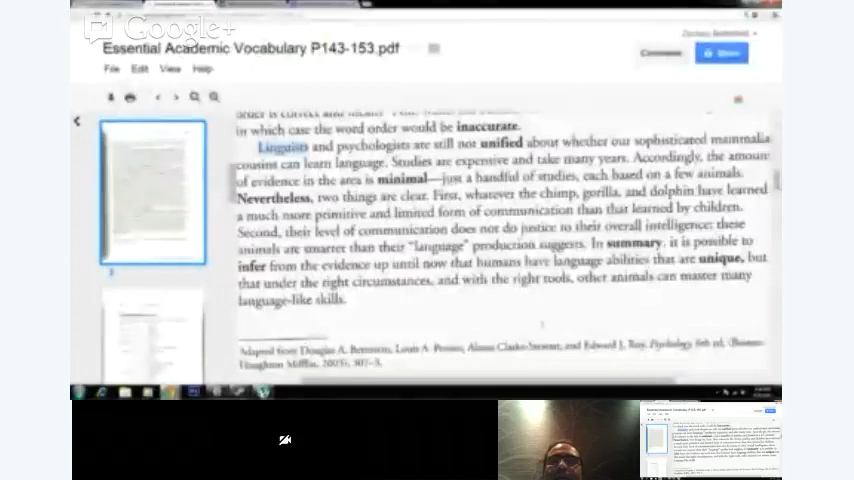 Google+
Essential Academic Vocabulary P143-153.pdf
File Edit View Help
Comments Share
in which case the word order would be inaccurate.
Linguists and psychologists are still not unified about whether our sophisticated mammalia
cousins can learn language. Studies are expensive and take many years. Accordingly, the amoun
of evidence in the area is minimal—just a handful of studies, each based on a few animals.
Nevertheless, two things are clear. First, whatever the chimp, gorilla, and dolphin have learned
a much more primitive and limited form of communication than that learned by children.
Second, their level of communication does not do justice to their overall intelligence; these
animals are smarter than their "language" production suggests. In summary, it is possible to
infer from the evidence up until now that humans have language abilities that are unique, but
that under the right circumstances, and with the right tools, other animals can master many
language-like skills.
Adapted from Douglas A. Bernstein, Louis A. Penner, Alison Clarke-Stewart, and Edward J. Roy, Psychology 6th ed. (Boston:
Houghton Mifflin, 2003), 307–